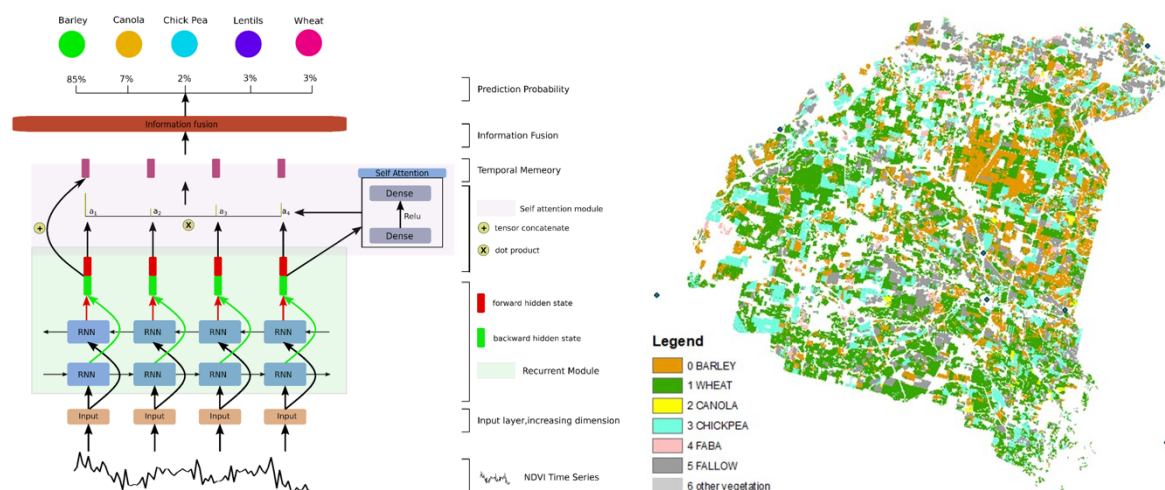 Barley Canola Chick Pea Lentils Wheat
85% 7% 2% 3% 3%
Prediction Probability
Information fusion
Information Fusion
Temporal Memeory
Self Attention
Dense
Relu
Dense
a1 a2 a3 a4
x
+
Self attention module
+ tensor concatenate
x dot product
forward hidden state
backward hidden state
Recurrent Module
RNN RNN RNN RNN
RNN RNN RNN RNN
Input Input Input Input
Input layer,increasing dimension
NDVI Time Series
Legend
0 BARLEY
1 WHEAT
2 CANOLA
3 CHICKPEA
4 FABA
5 FALLOW
6 other vegetation